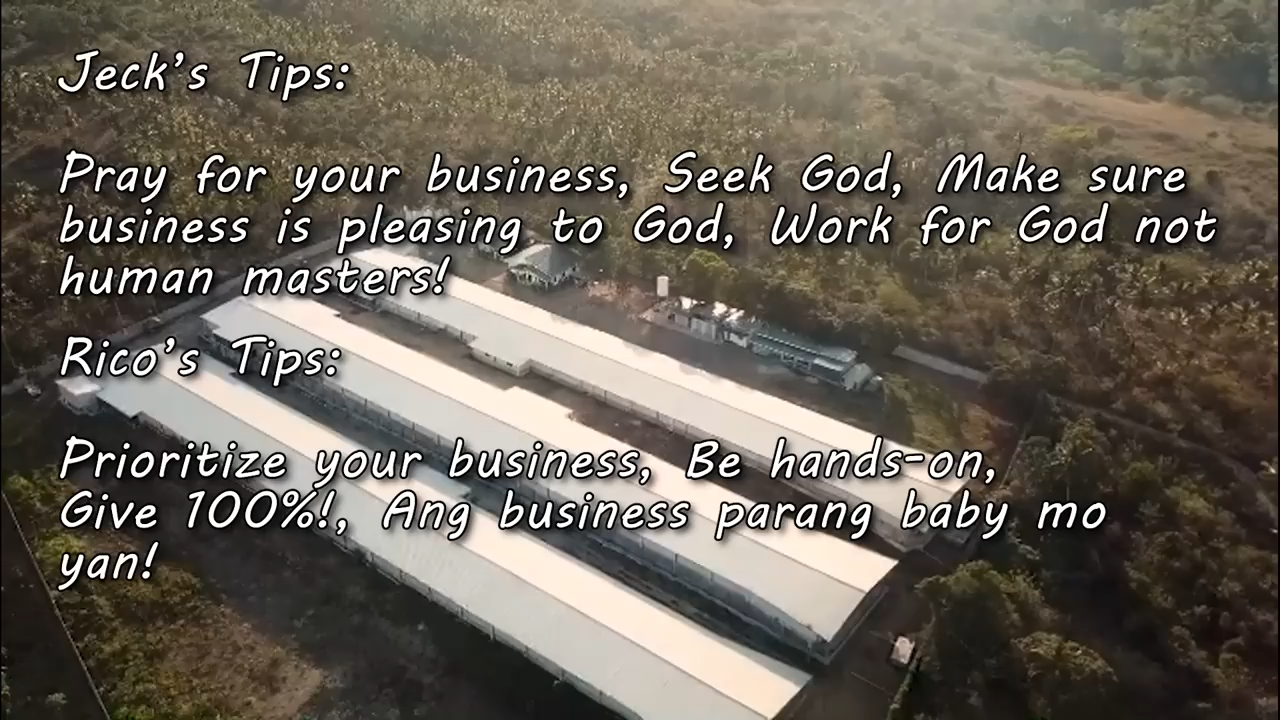 Jeck's Tips:
Pray for your business, Seek God, Make sure
business is pleasing to God, Work for God not
human masters!
Rico's Tips:
Prioritize your business, Be hands-on,
Give 100%!, Ang business parang baby mo
yan!